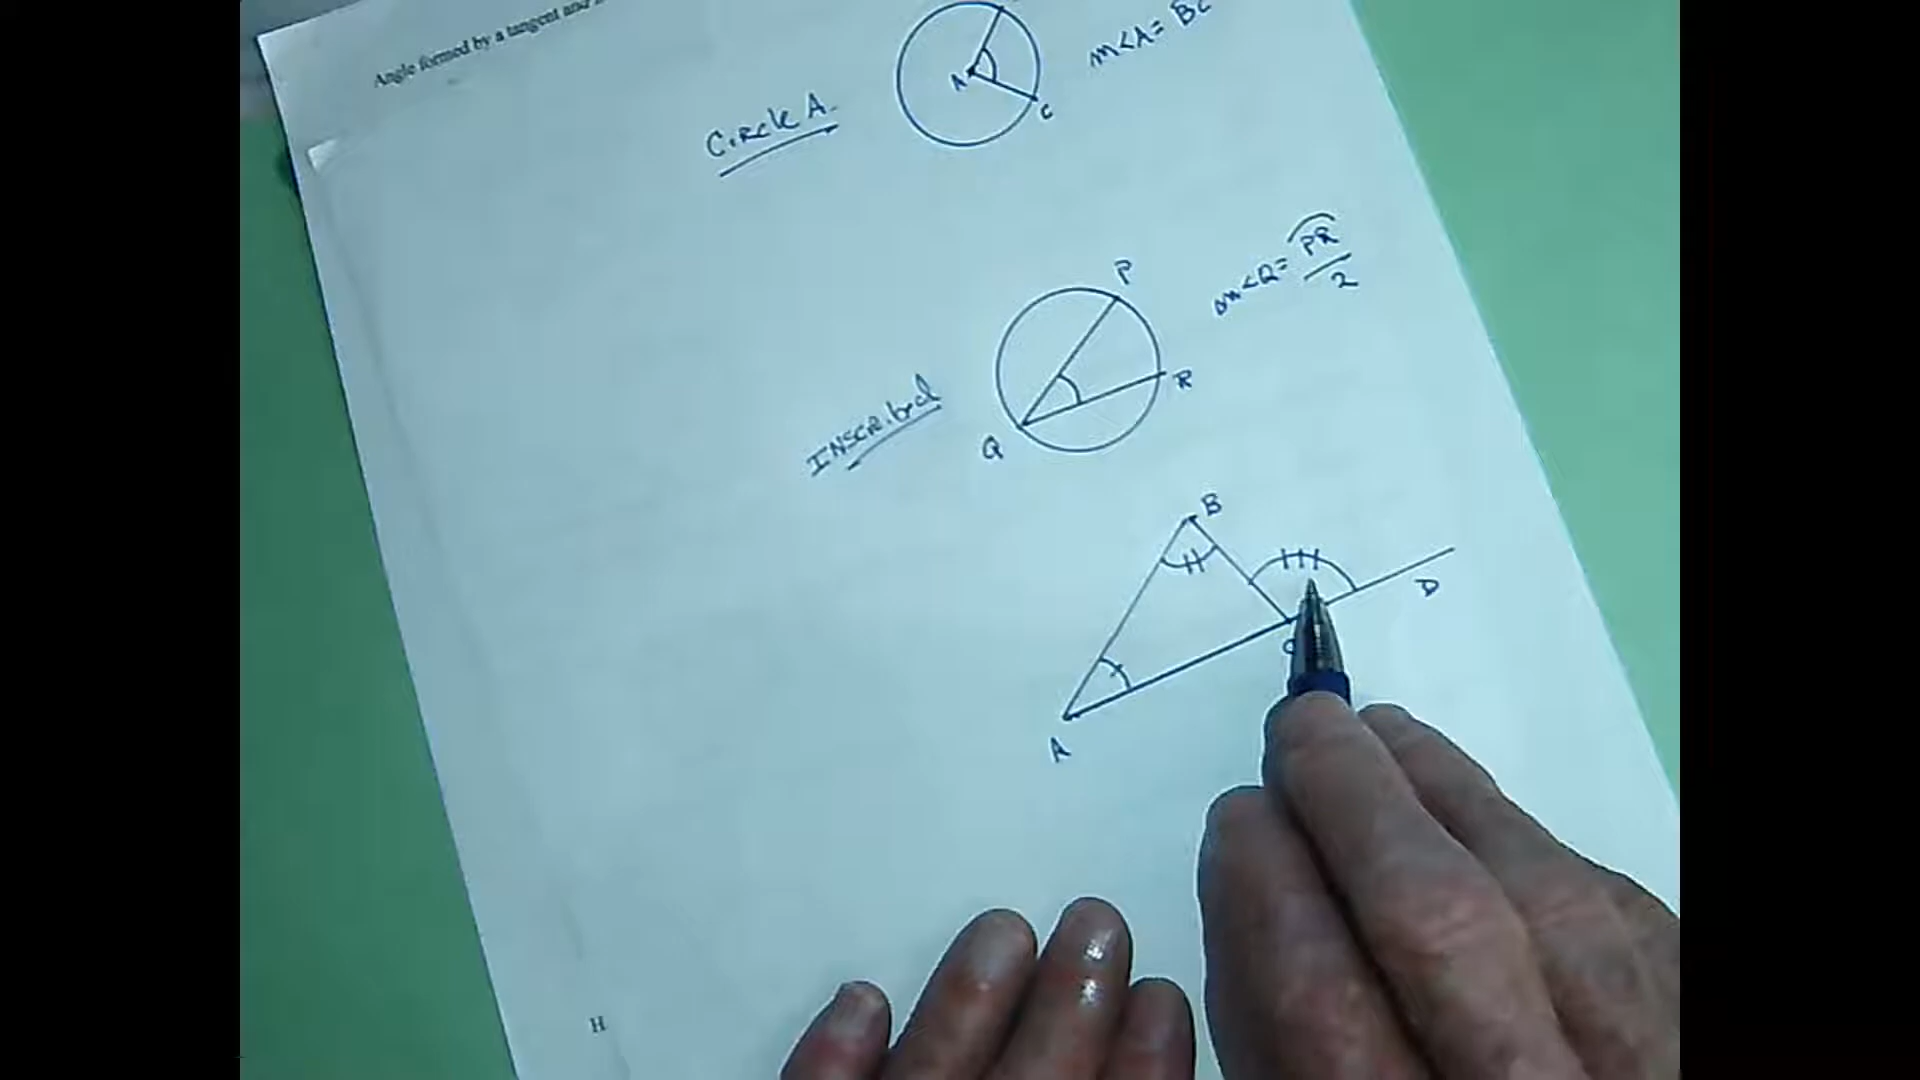 Angle formed by a tangent and
A
C
m<A = BC
Circle A.
P
m<Q = PR/2
R
Q
INSCRibed
B
D
C
A
H